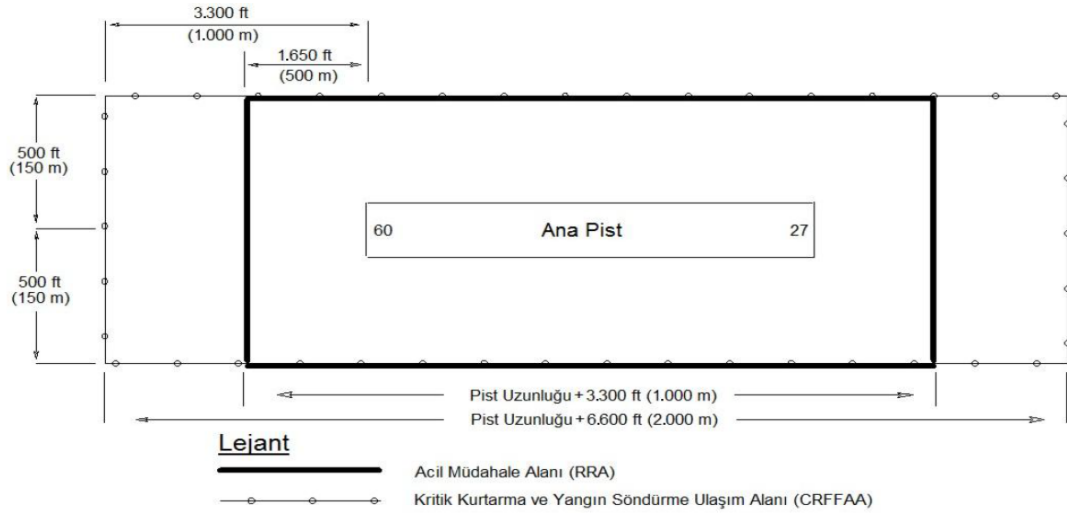 3.300 ft
(1.000 m)
1.650 ft
(500 m)
500 ft
(150 m)
60 Ana Pist 27
500 ft
(150 m)
Pist Uzunluğu + 3.300 ft (1.000 m)
Pist Uzunluğu + 6.600 ft (2.000 m)
Lejant
Acil Müdahale Alanı (RRA)
Kritik Kurtarma ve Yangın Söndürme Ulaşım Alanı (CRFFAA)